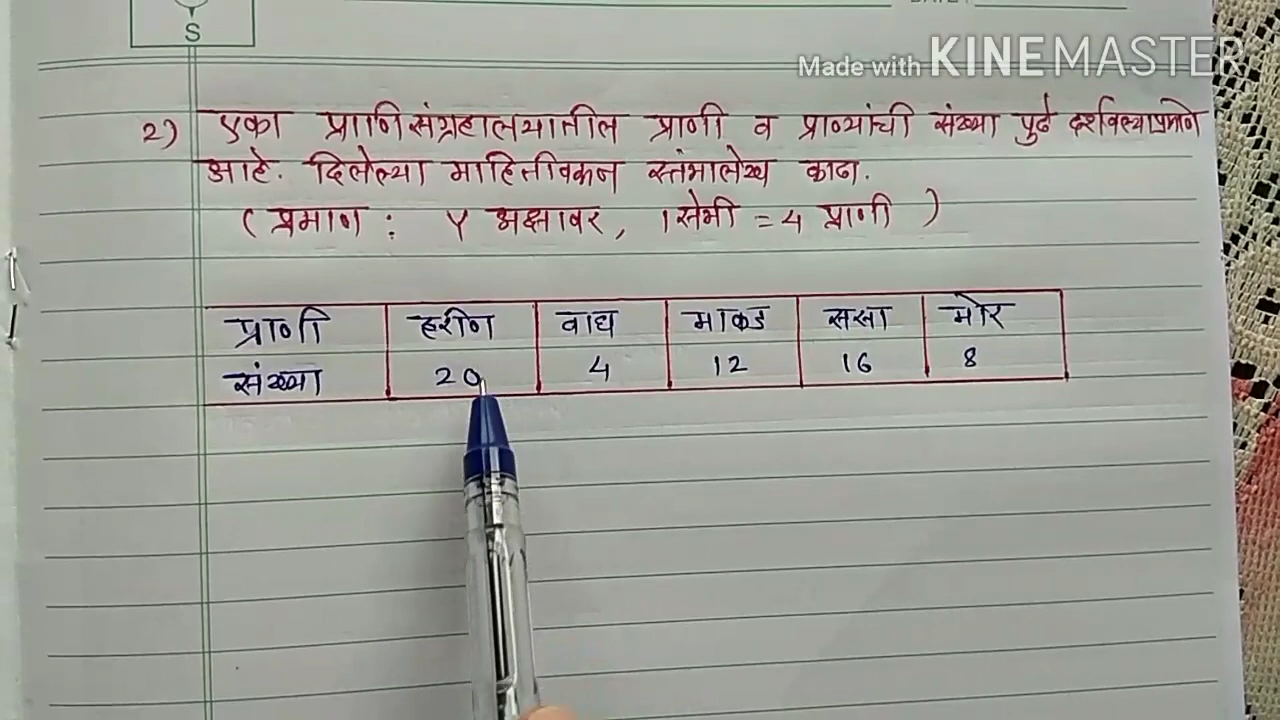 S
Made with KINEMASTER
2) एका प्राणिसंग्रहालयातील प्राणी व प्राण्यांची संख्या पुढे दर्शविल्याप्रमाणे
आहे. दिलेल्या माहितीवरून स्तंभालेख काढा.
(प्रमाण : Y अक्षावर, 1 सेमी = 4 प्राणी )
प्राणी हरीण वाघ माकड ससा मोर
संख्या 20 4 12 16 8